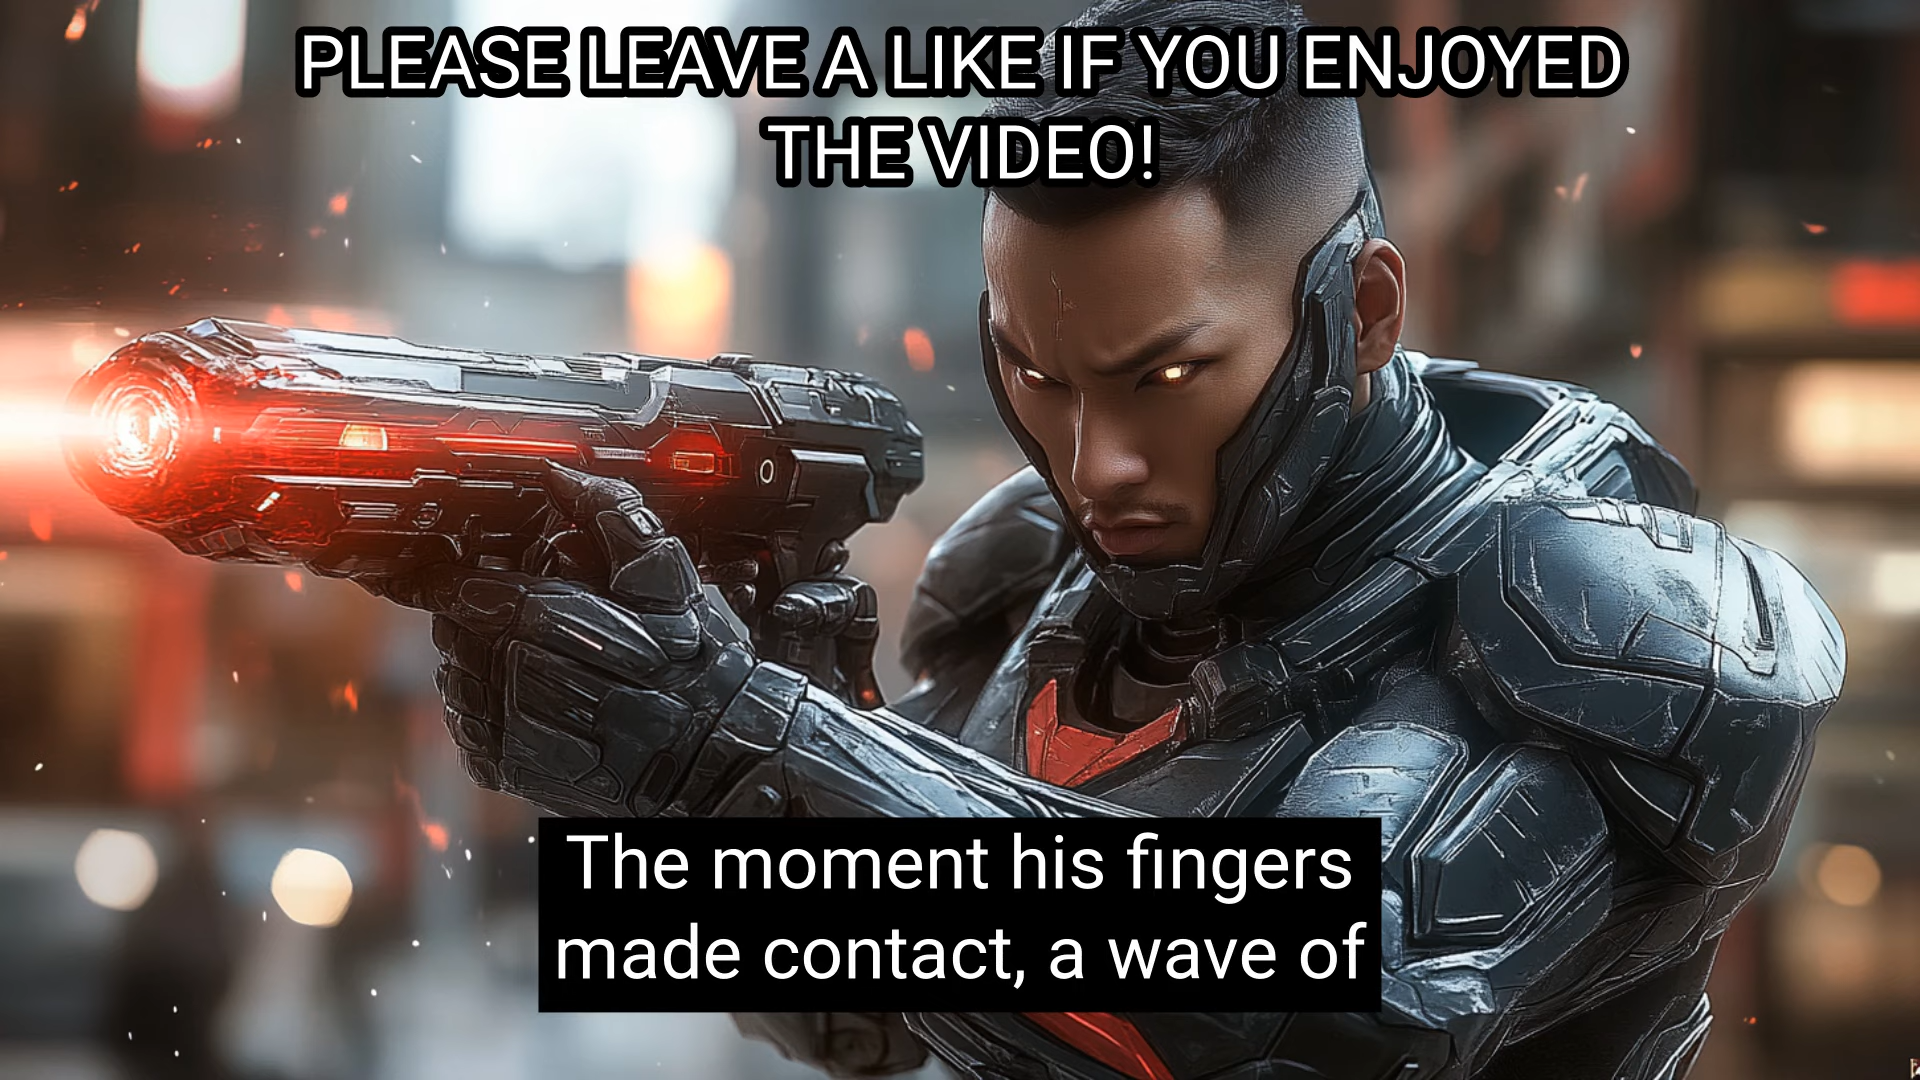 PLEASE LEAVE A LIKE IF YOU ENJOYED
THE VIDEO!
The moment his fingers
made contact, a wave of